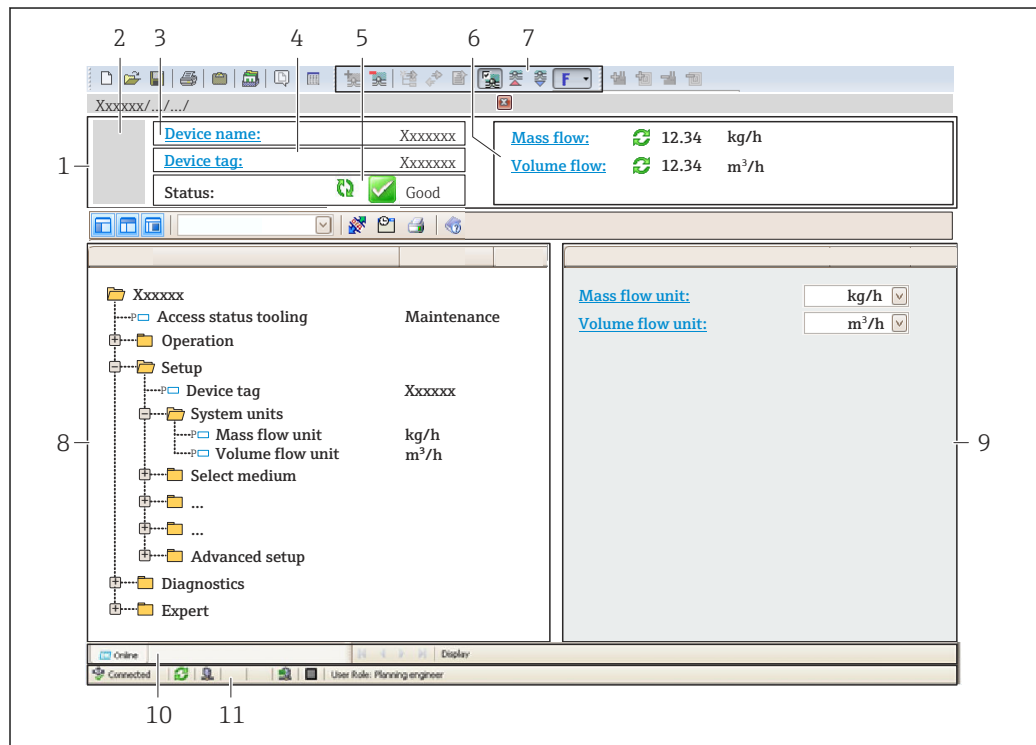 2 3 4 5 6 7
F
Xxxxxx/.../.../
1
Device name: Xxxxxxx
Device tag: Xxxxxxx
Status: Good
Mass flow: 12.34 kg/h
Volume flow: 12.34 m³/h
Xxxxxx
P Access status tooling Maintenance
Operation
Setup
P Device tag Xxxxxx
System units
P Mass flow unit kg/h
P Volume flow unit m³/h
Select medium
...
...
Advanced setup
Diagnostics
Expert
8
Mass flow unit: kg/h
Volume flow unit: m³/h
9
Online Display
Connected User Role: Planning engineer
10 11